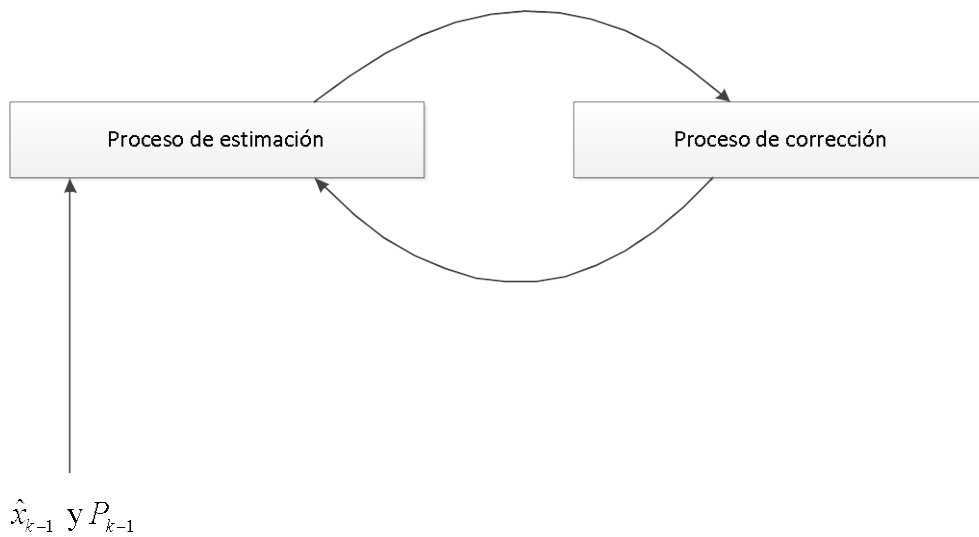 Proceso de estimación
Proceso de corrección
x̂ₖ₋₁ y Pₖ₋₁